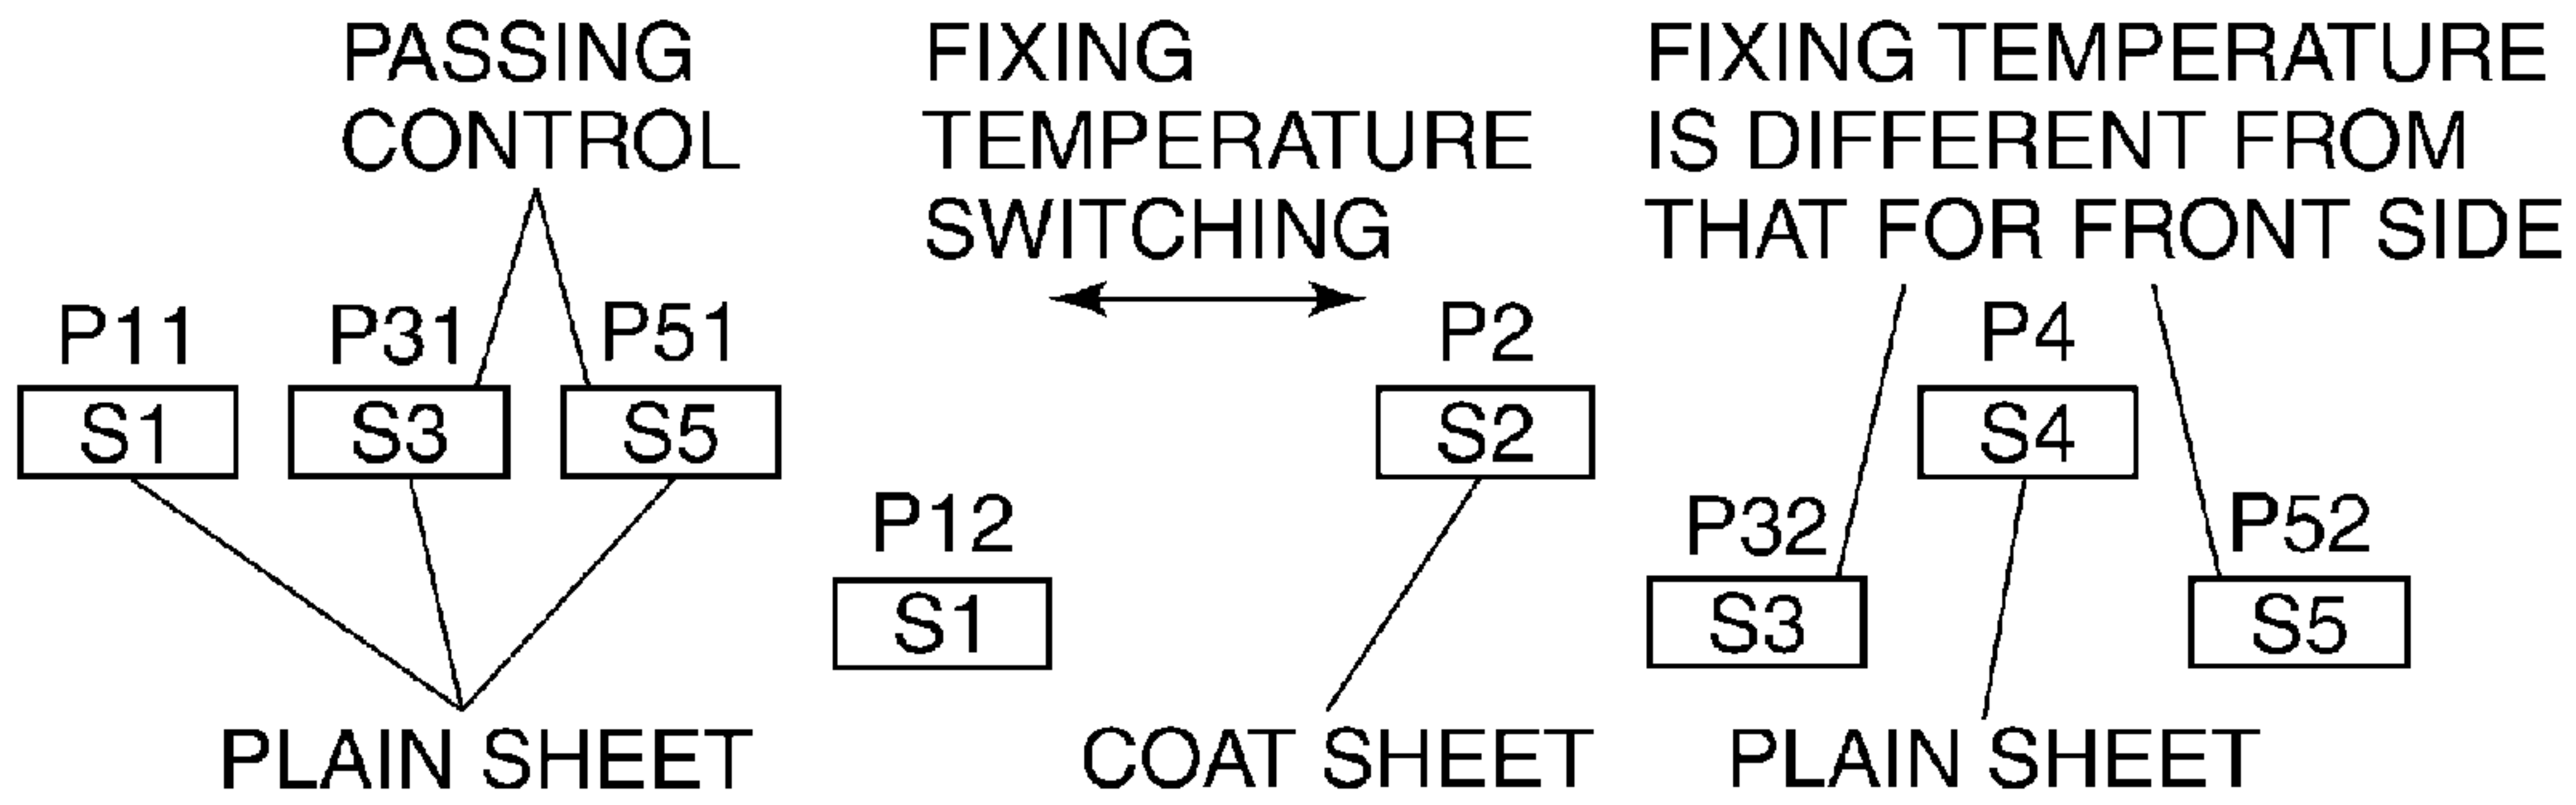 PASSING
CONTROL
FIXING
TEMPERATURE
SWITCHING
FIXING TEMPERATURE
IS DIFFERENT FROM
THAT FOR FRONT SIDE
P11
P31
P51
P2
P4
S1
S3
S5
S2
S4
P12
P32
P52
S1
S3
S5
PLAIN SHEET
COAT SHEET
PLAIN SHEET